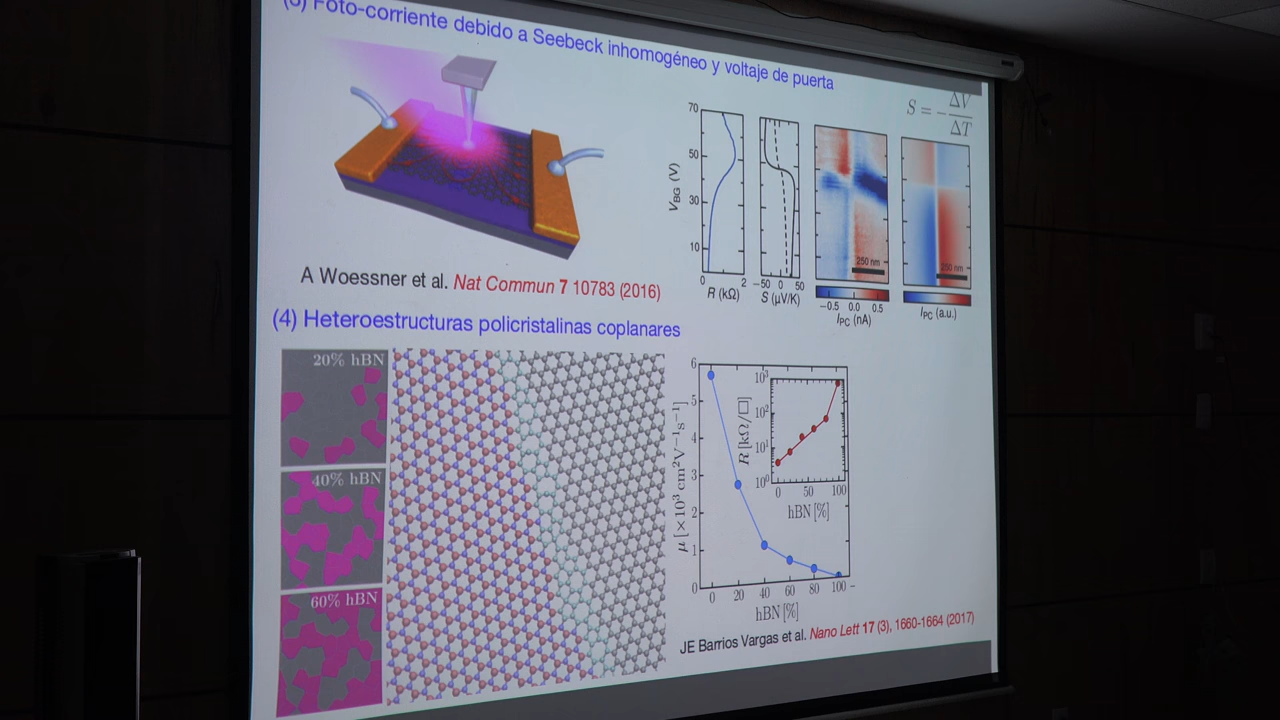 (3) Foto-corriente debido a Seebeck inhomogéneo y voltaje de puerta
S = - ΔV / ΔT
70
50
30
10
V_BG (V)
0 2
R (kΩ)
−50 0 50
S (μV/K)
250 nm
−0.5 0.0 0.5
I_PC (nA)
250 nm
I_PC (a.u.)
A Woessner et al. Nat Commun 7 10783 (2016)
(4) Heteroestructuras policristalinas coplanares
20% hBN
40% hBN
60% hBN
6
5
4
3
2
1
0
μ [×10³ cm²V⁻¹s⁻¹]
0 20 40 60 80 100
hBN [%]
10³
10²
10¹
10⁰
R [kΩ/□]
0 50 100
hBN [%]
JE Barrios Vargas et al. Nano Lett 17 (3), 1660-1664 (2017)